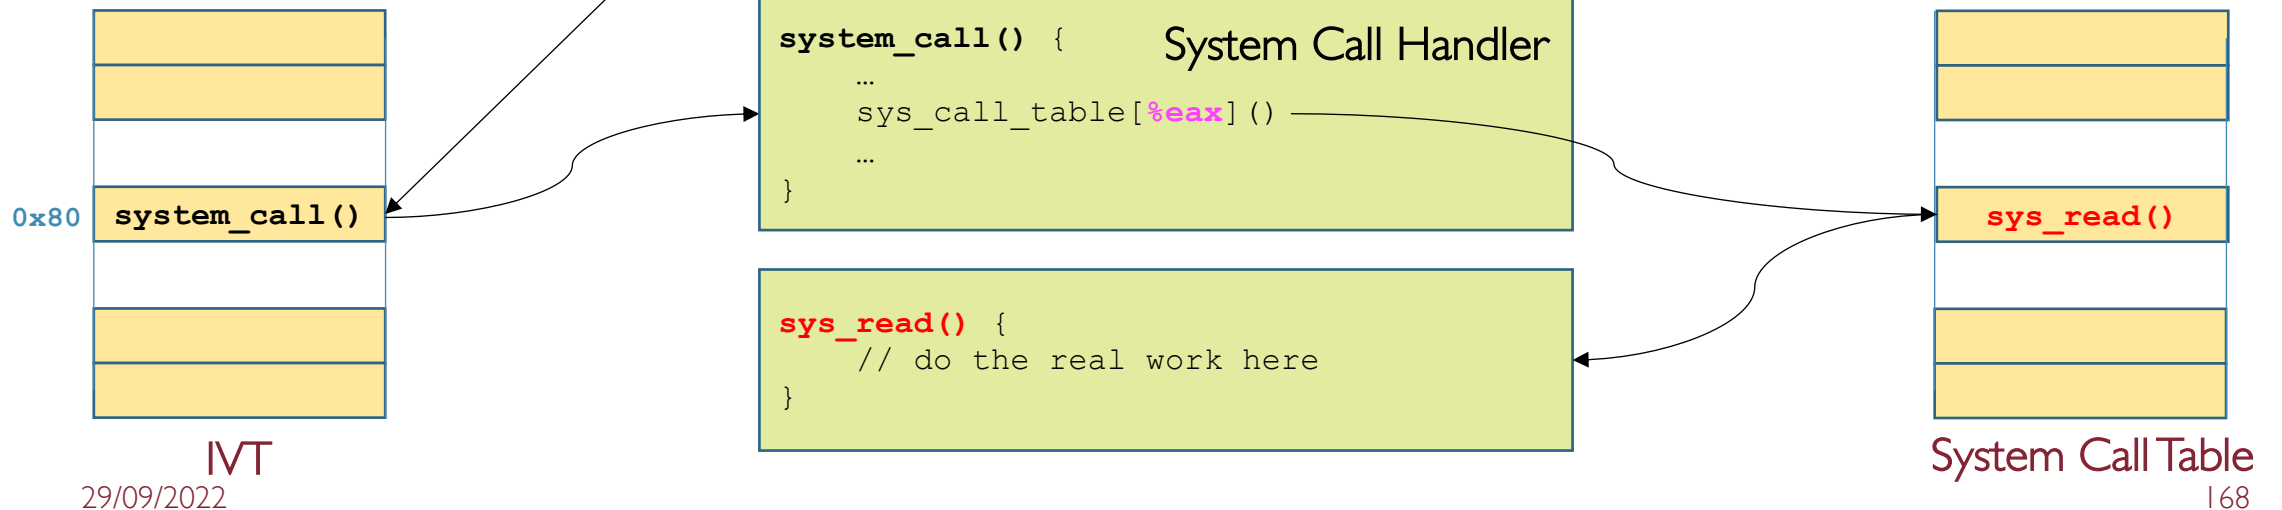 system_call() {
System Call Handler
…
sys_call_table[%eax]()
…
}
0x80
system_call()
sys_read()
sys_read() {
// do the real work here
}
IVT
System Call Table
29/09/2022
168